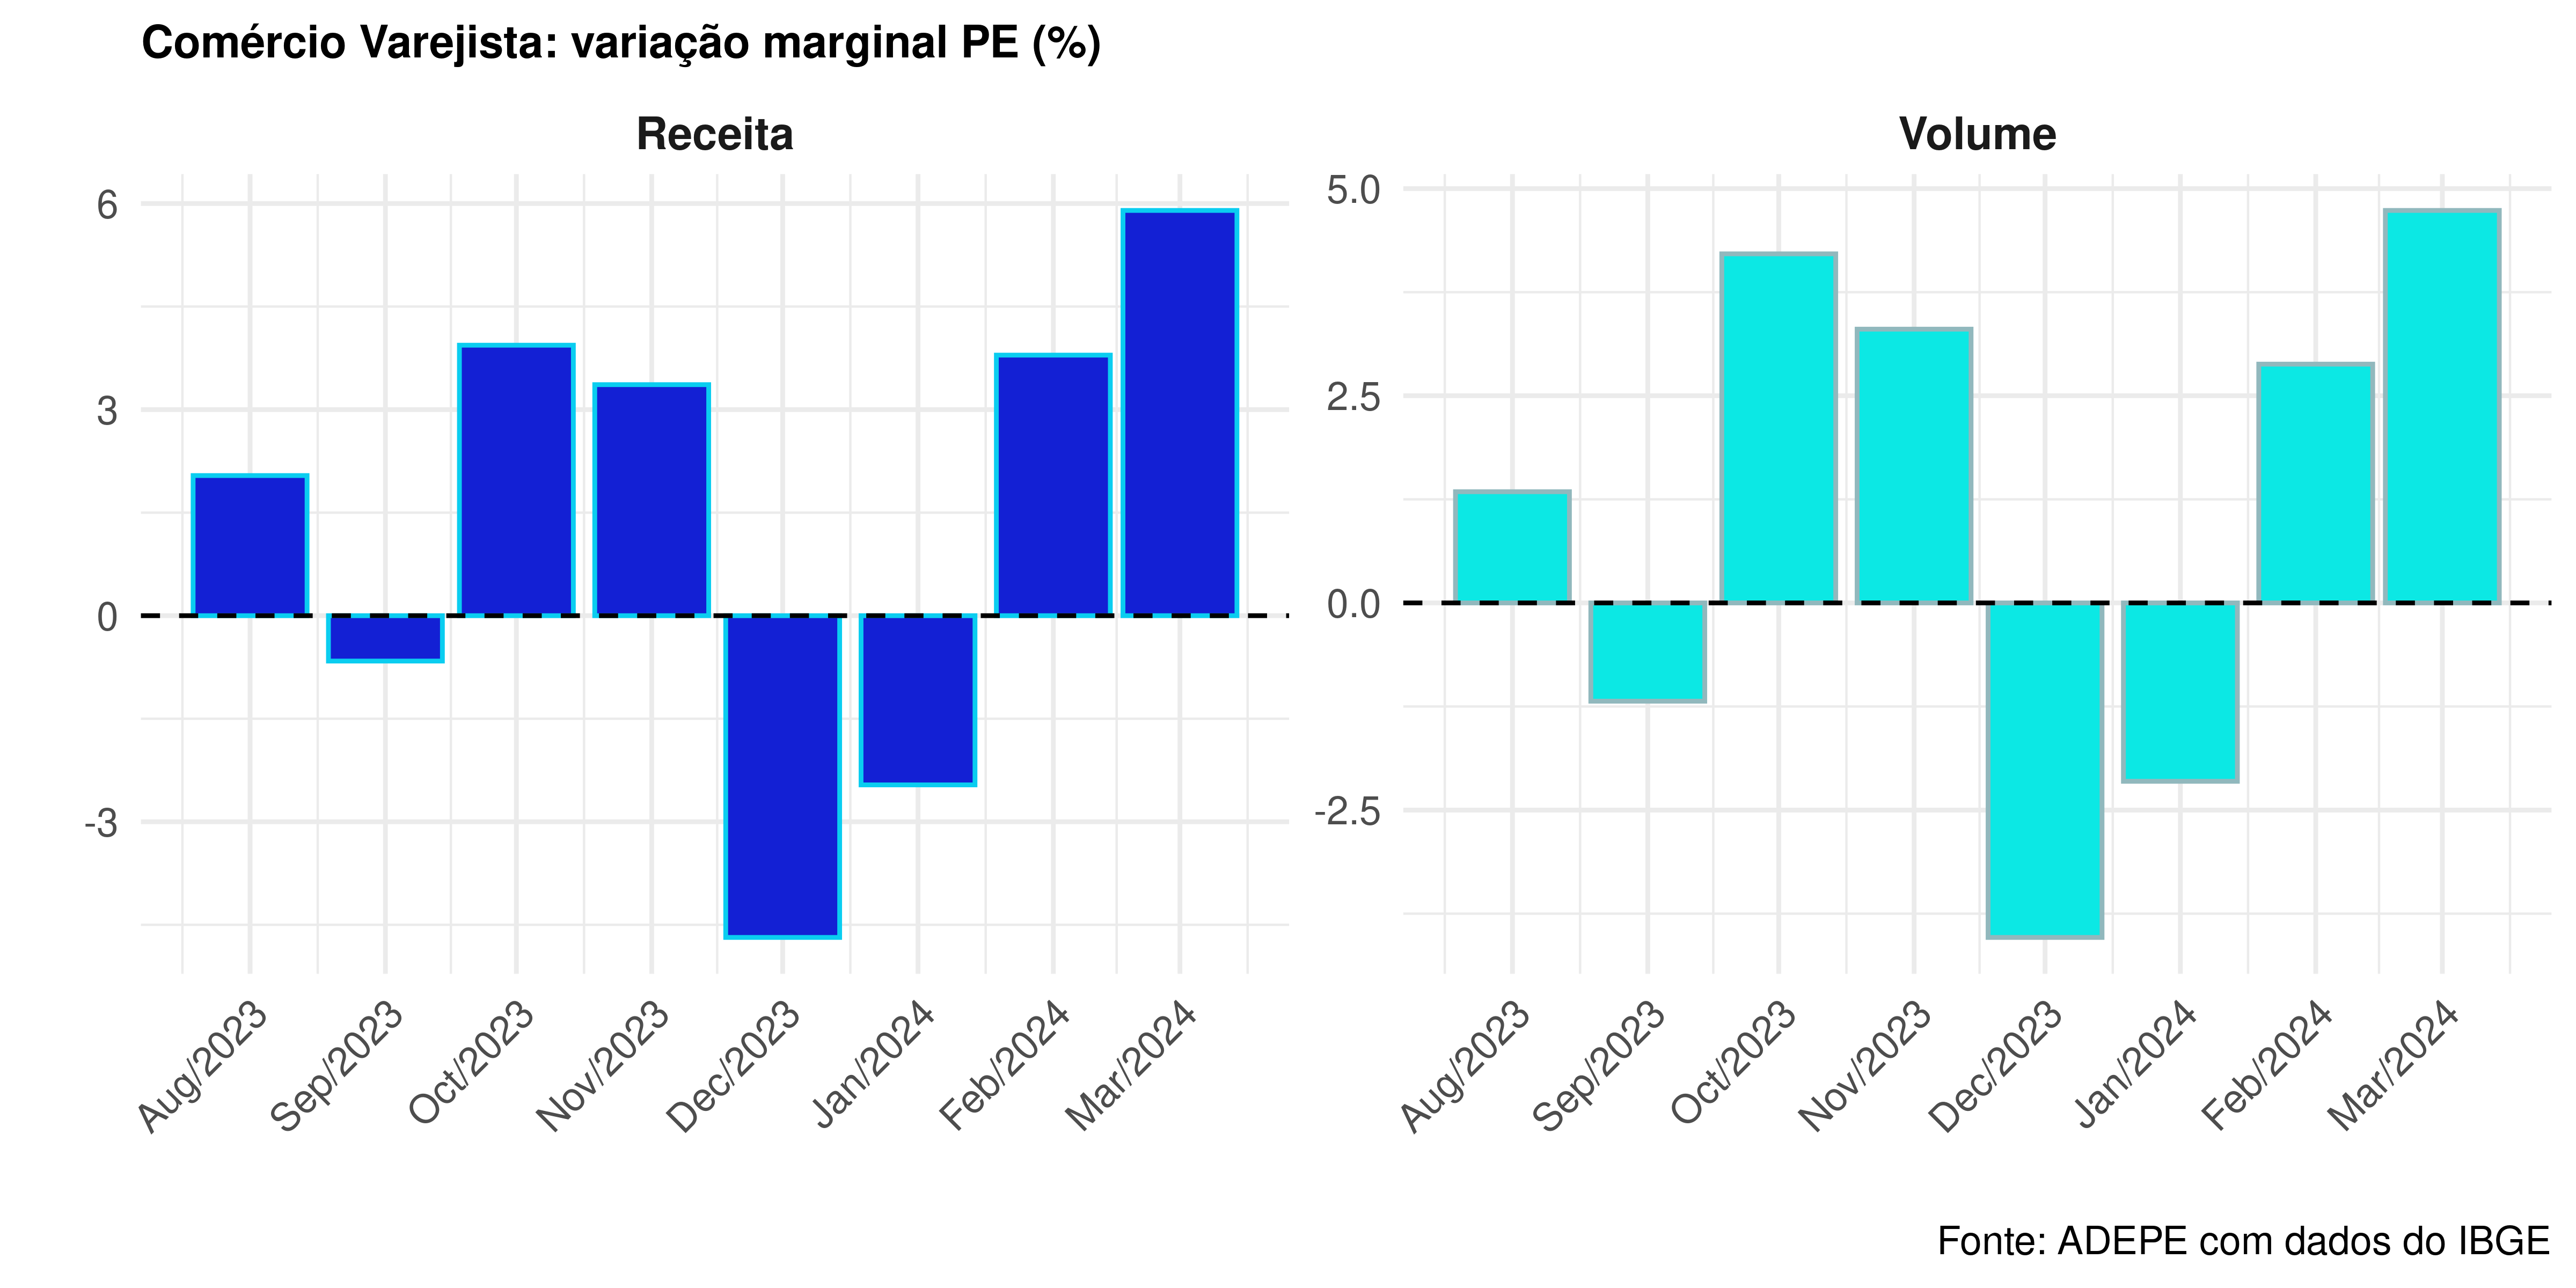 Comércio Varejista: variação marginal PE (%)
Receita
6
3
0
-3
Aug/2023
Sep/2023
Oct/2023
Nov/2023
Dec/2023
Jan/2024
Feb/2024
Mar/2024
Volume
5.0
2.5
0.0
-2.5
Aug/2023
Sep/2023
Oct/2023
Nov/2023
Dec/2023
Jan/2024
Feb/2024
Mar/2024
Fonte: ADEPE com dados do IBGE